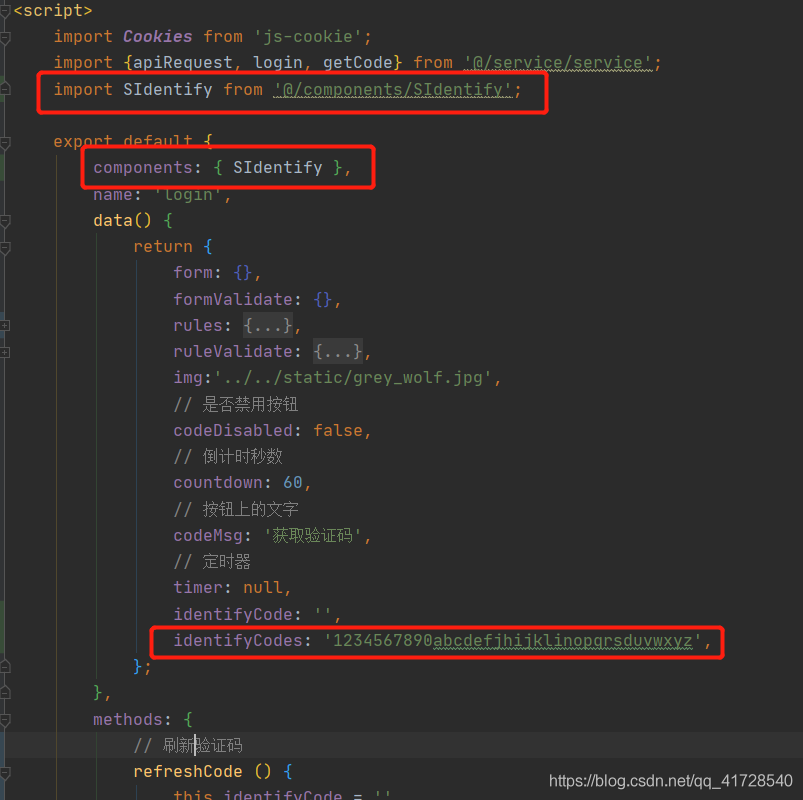 <script>
import Cookies from 'js-cookie';
import {apiRequest, login, getCode} from '@/service/service';
import SIdentify from '@/components/SIdentify';
export default {
components: { SIdentify },
name: 'login',
data() {
return {
form: {},
formValidate: {},
rules: {...},
ruleValidate: {...},
img:'../../static/grey_wolf.jpg',
// 是否禁用按钮
codeDisabled: false,
// 倒计时秒数
countdown: 60,
// 按钮上的文字
codeMsg: '获取验证码',
// 定时器
timer: null,
identifyCode: '',
identifyCodes: '1234567890abcdefjhijklinopqrsduvwxyz',
};
},
methods: {
// 刷新验证码
refreshCode () {
this.identifyCode = ''
https://blog.csdn.net/qq_41728540